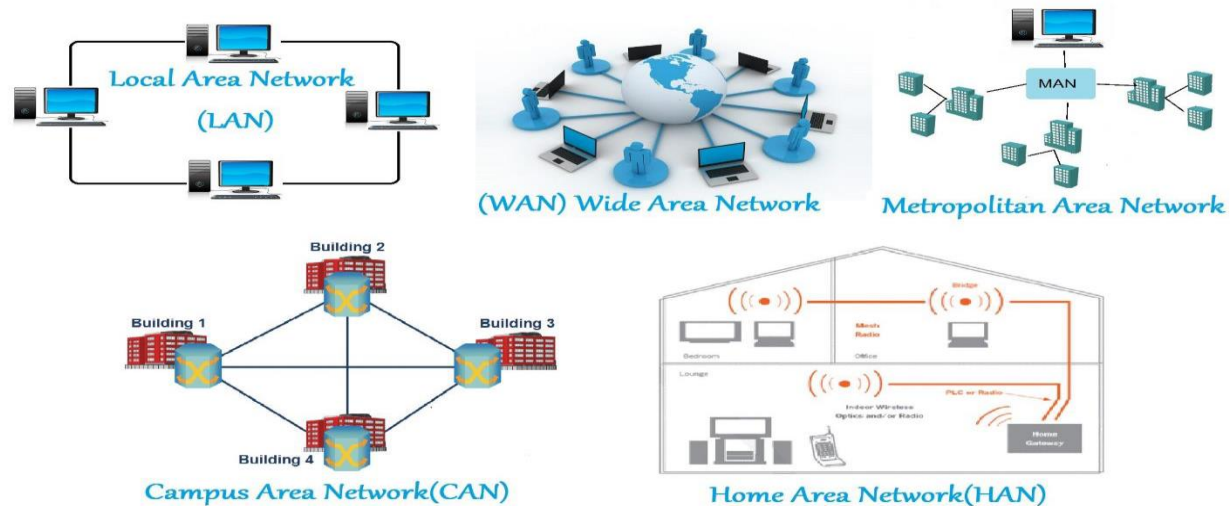 Local Area Network
(LAN)
(WAN) Wide Area Network
MAN
Metropolitan Area Network
Building 2
Building 1
Building 3
Building 4
Campus Area Network(CAN)
Bridge
Mesh
Radio
Bedroom
Office
Lounge
PLC or Radio
Indoor Wireless
Optics and/or Radio
Home
Gateway
Home Area Network(HAN)